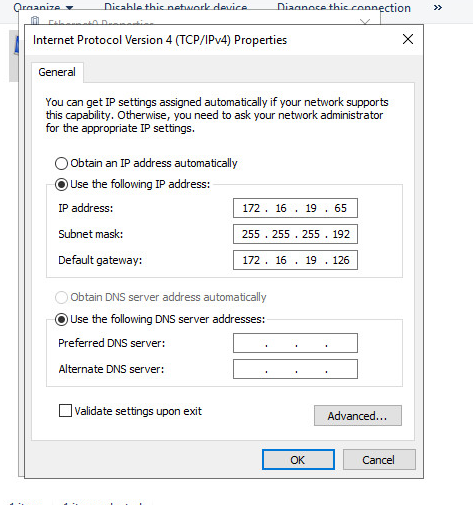 Organize Disable this network device Diagnose this connection »
Ethernet0 Properties
Internet Protocol Version 4 (TCP/IPv4) Properties
General
You can get IP settings assigned automatically if your network supports
this capability. Otherwise, you need to ask your network administrator
for the appropriate IP settings.
Obtain an IP address automatically
Use the following IP address:
IP address: 172 . 16 . 19 . 65
Subnet mask: 255 . 255 . 255 . 192
Default gateway: 172 . 16 . 19 . 126
Obtain DNS server address automatically
Use the following DNS server addresses:
Preferred DNS server: . . .
Alternate DNS server: . . .
Validate settings upon exit
Advanced...
OK Cancel